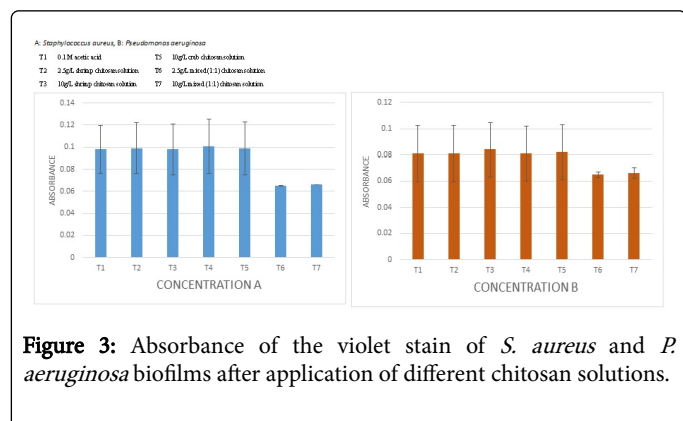 A: Staphylococcus aureus, B: Pseudomonas aeruginosa
T1 0.1M acetic acid T5 10g/L crab chitosan solution
T2 2.5g/L shrimp chitosan solution T6 2.5g/L mixed (1:1) chitosan solution
T3 10g/L shrimp chitosan solution T7 10g/L mixed (1:1) chitosan solution
ABSORBANCE
0.14
0.12
0.1
0.08
0.06
0.04
0.02
0
T1 T2 T3 T4 T5 T6 T7
CONCENTRATION A
ABSORBANCE
0.12
0.1
0.08
0.06
0.04
0.02
0
T1 T2 T3 T4 T5 T6 T7
CONCENTRATION B
Figure 3: Absorbance of the violet stain of S. aureus and P.
aeruginosa biofilms after application of different chitosan solutions.